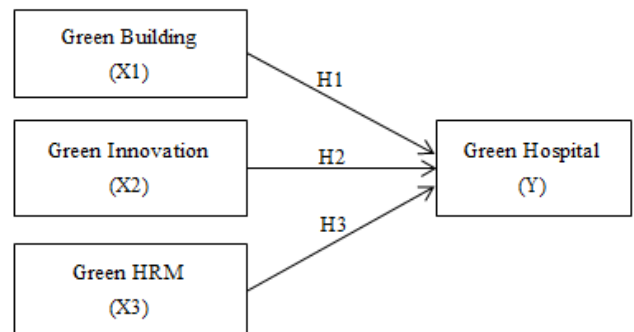 Green Building
(X1)
H1
Green Innovation
(X2)
H2
Green Hospital
(Y)
H3
Green HRM
(X3)